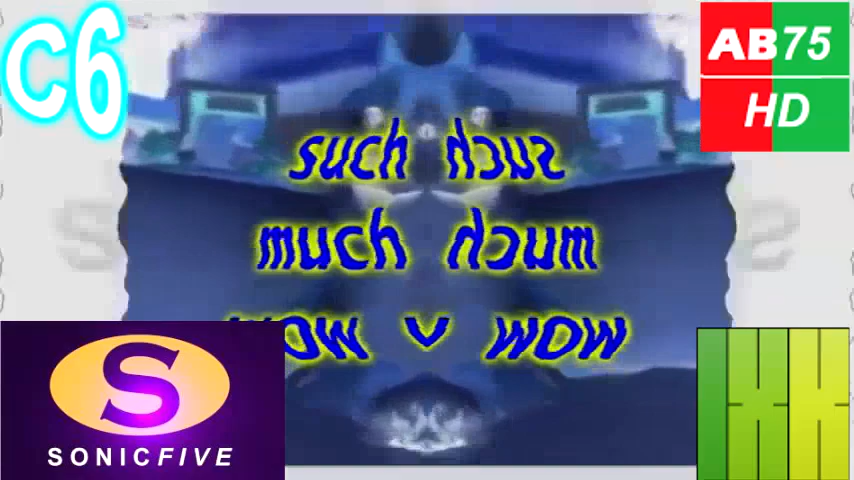 C6
AB75
HD
such such
much much
wow v wow
S
SONICFIVE